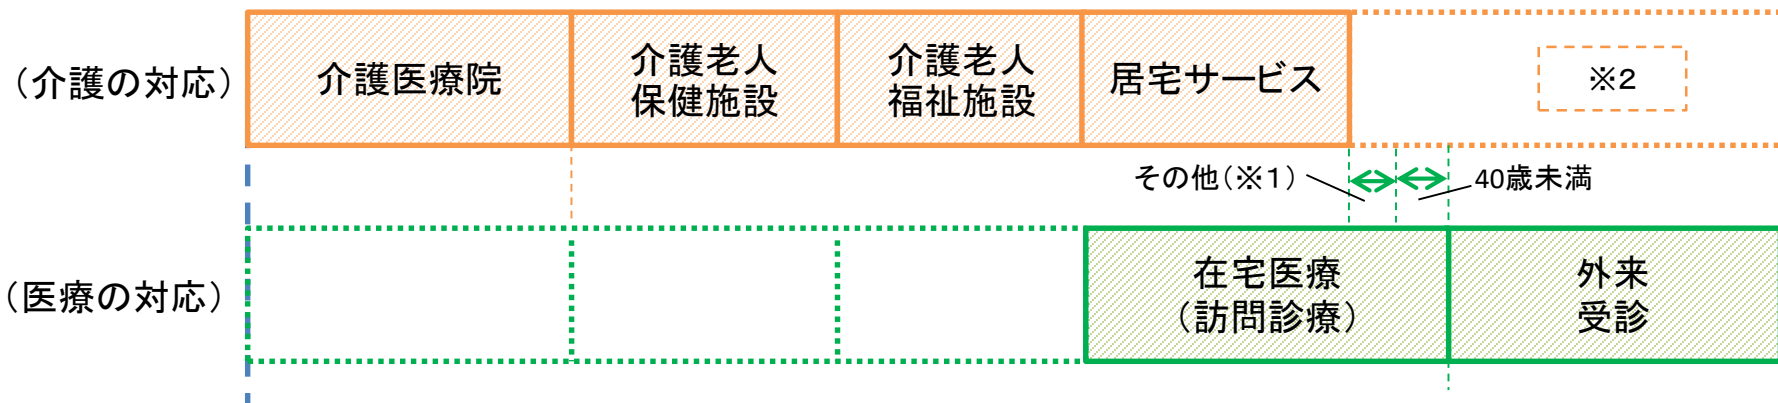 （介護の対応）
介護医療院
介護老人
保健施設
介護老人
福祉施設
居宅サービス
※2
その他(※1)
40歳未満
（医療の対応）
在宅医療
（訪問診療）
外来
受診